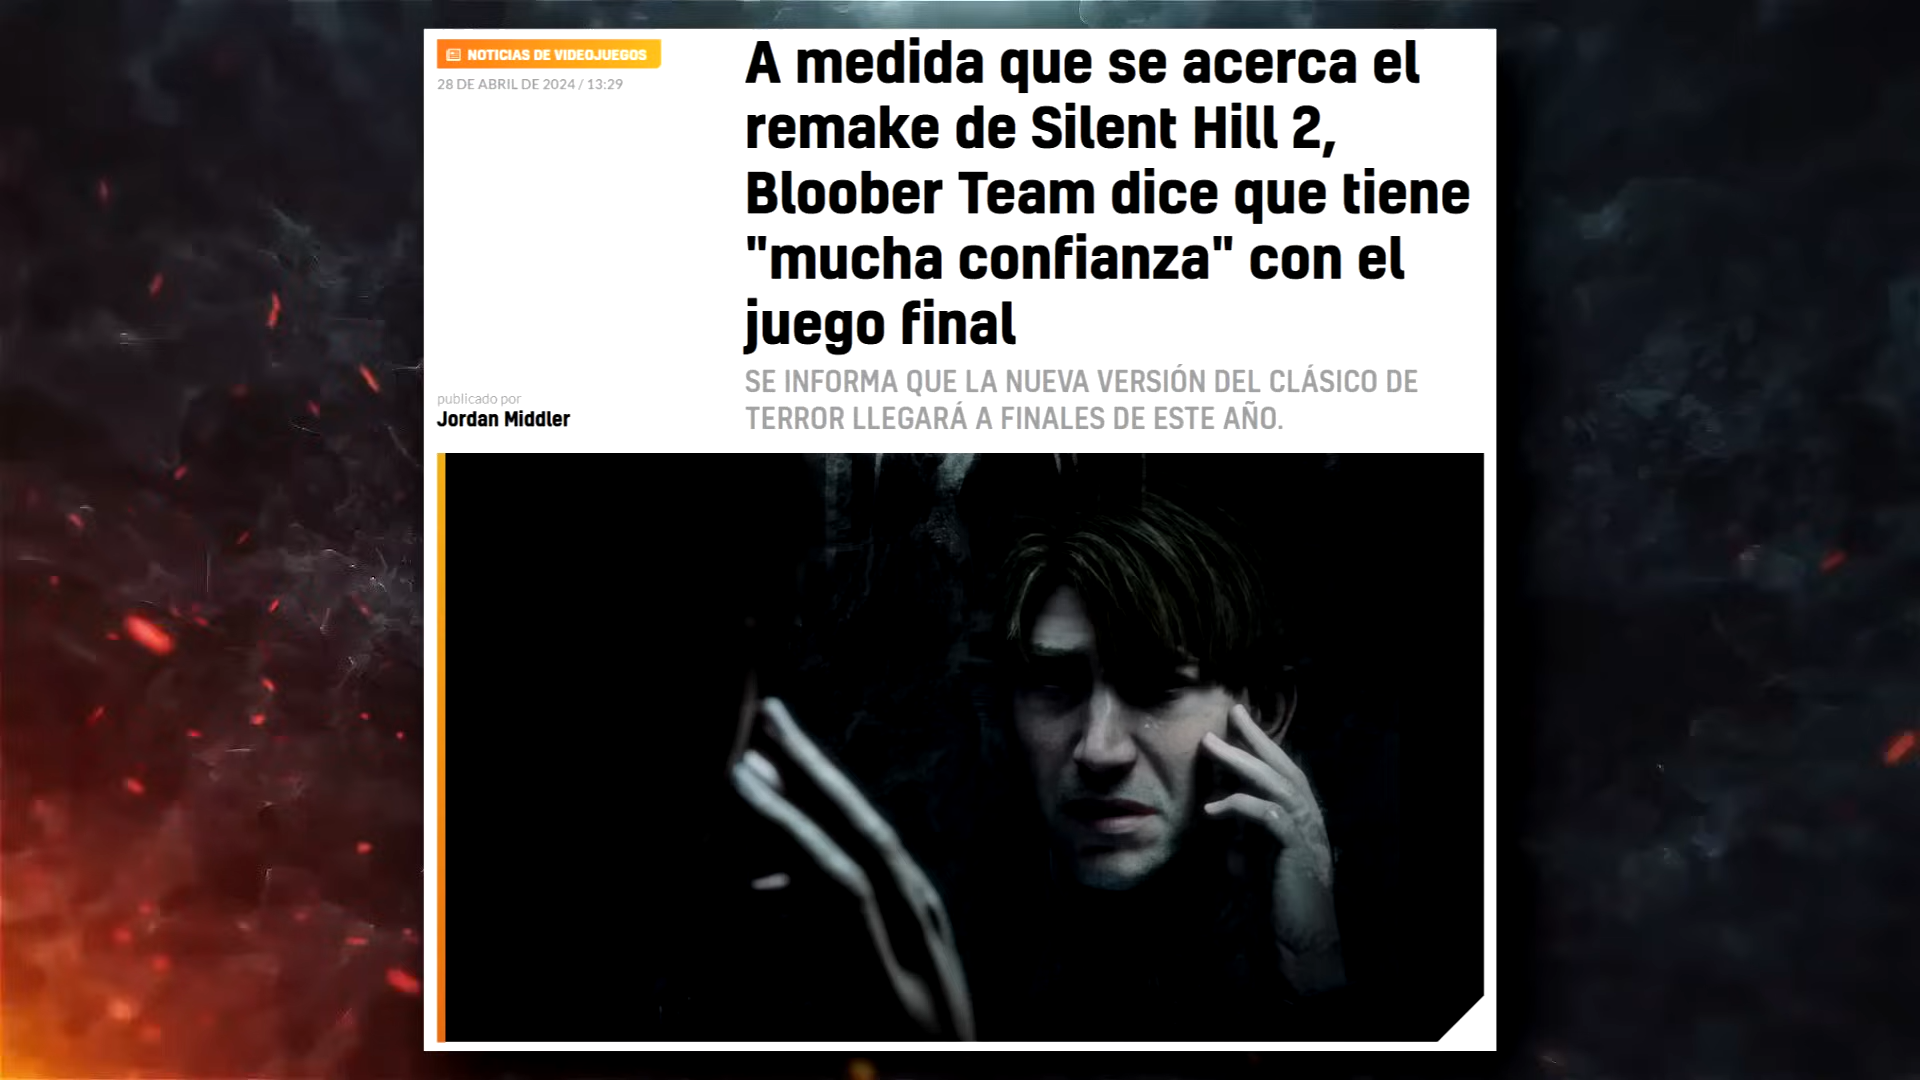 NOTICIAS DE VIDEOJUEGOS
28 DE ABRIL DE 2024 / 13:29
A medida que se acerca el
remake de Silent Hill 2,
Bloober Team dice que tiene
"mucha confianza" con el
juego final
SE INFORMA QUE LA NUEVA VERSIÓN DEL CLÁSICO DE
TERROR LLEGARÁ A FINALES DE ESTE AÑO.
publicado por
Jordan Middler